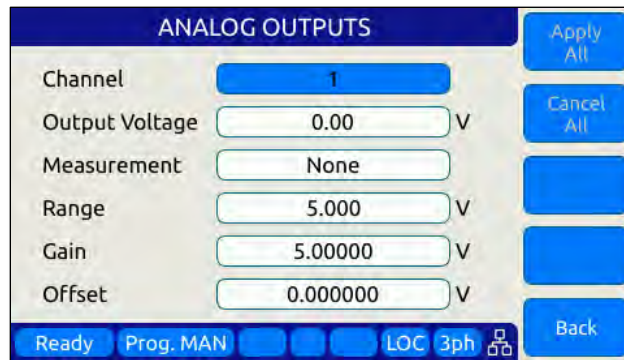 ANALOG OUTPUTS
Channel 1
Output Voltage 0.00 V
Measurement None
Range 5.000 V
Gain 5.00000 V
Offset 0.000000 V
Apply All
Cancel All
Back
Ready Prog. MAN LOC 3ph